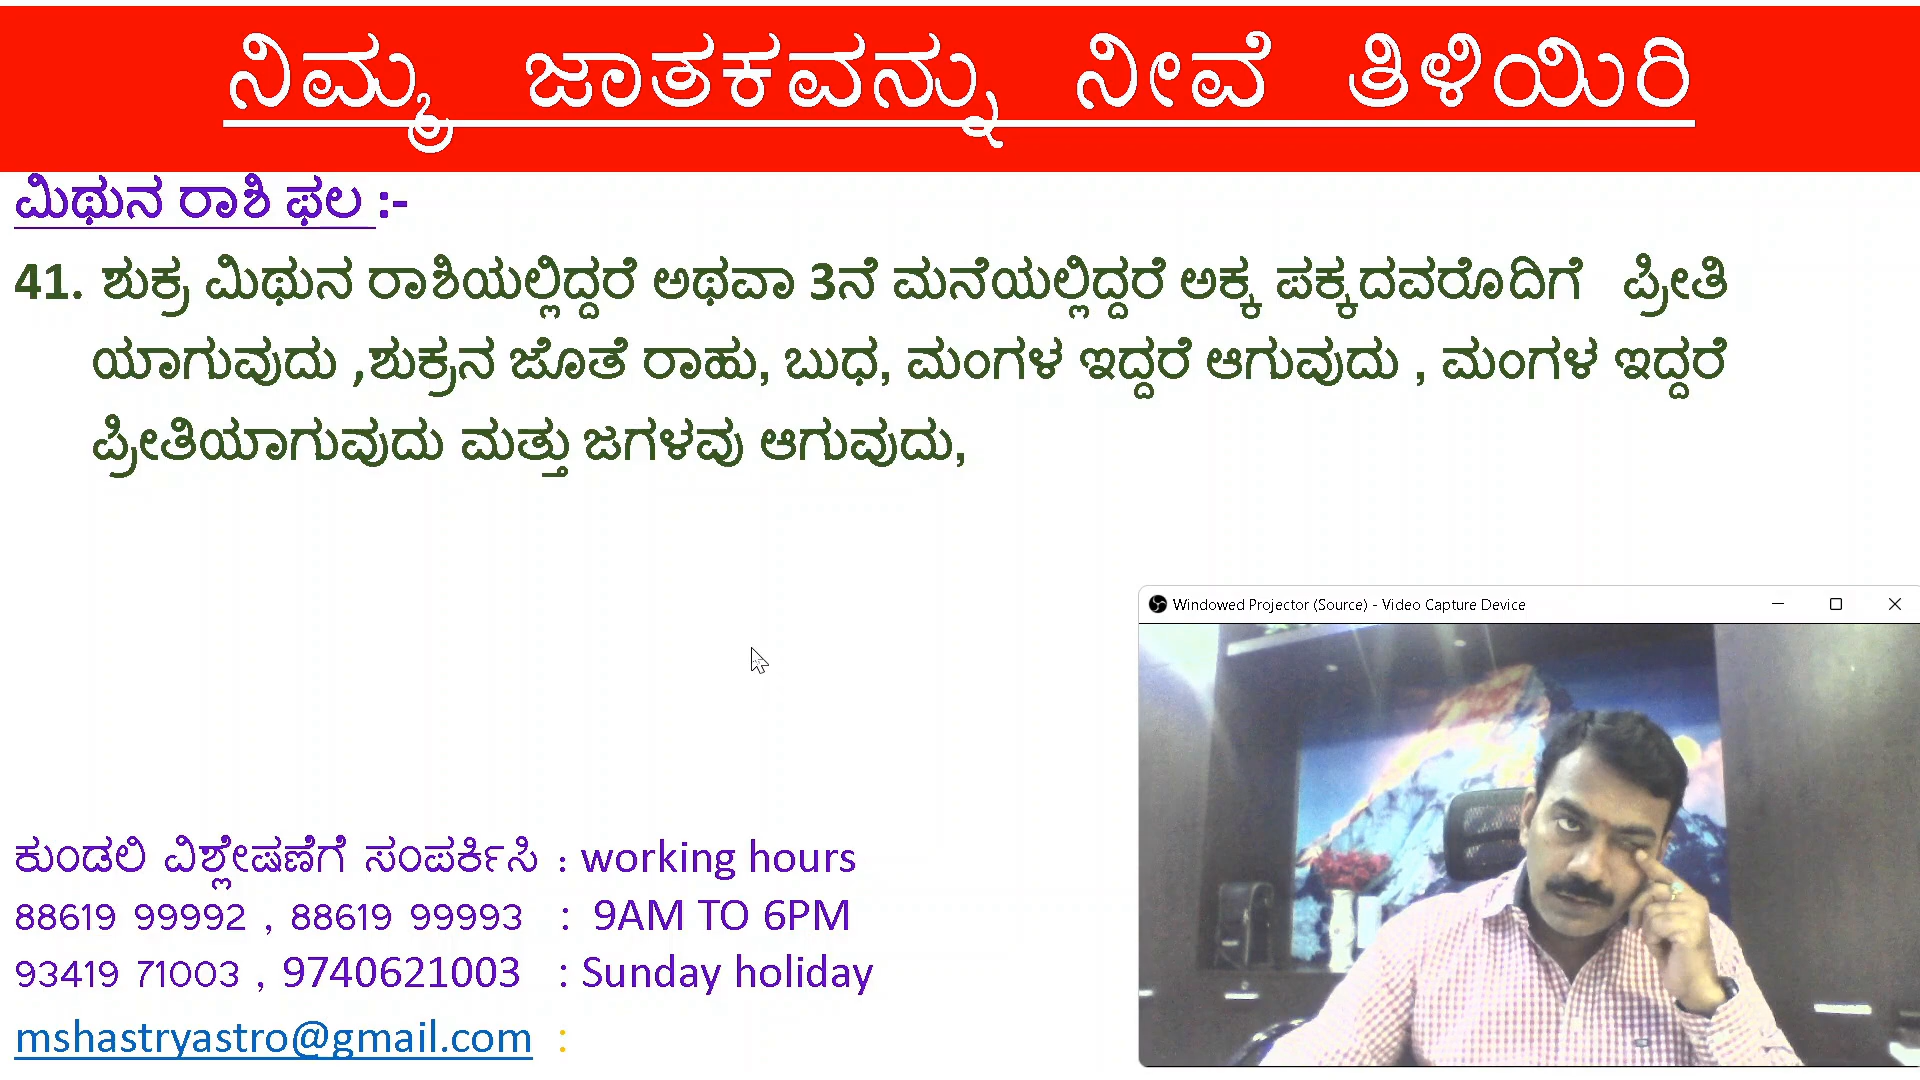 ನಿಮ್ಮ ಜಾತಕವನ್ನು ನೀವೆ ತಿಳಿಯಿರಿ
ಮಿಥುನ ರಾಶಿ ಫಲ :-
41. ಶುಕ್ರ ಮಿಥುನ ರಾಶಿಯಲ್ಲಿದ್ದರೆ ಅಥವಾ 3ನೆ ಮನೆಯಲ್ಲಿದ್ದರೆ ಅಕ್ಕ ಪಕ್ಕದವರೊದಿಗೆ ಪ್ರೀತಿ
ಯಾಗುವುದು ,ಶುಕ್ರನ ಜೊತೆ ರಾಹು, ಬುಧ, ಮಂಗಳ ಇದ್ದರೆ ಆಗುವುದು , ಮಂಗಳ ಇದ್ದರೆ
ಪ್ರೀತಿಯಾಗುವುದು ಮತ್ತು ಜಗಳವು ಆಗುವುದು,
Windowed Projector (Source) - Video Capture Device
ಕುಂಡಲಿ ವಿಶ್ಲೇಷಣೆಗೆ ಸಂಪರ್ಕಿಸಿ : working hours
88619 99992 , 88619 99993 : 9AM TO 6PM
93419 71003 , 9740621003 : Sunday holiday
mshastryastro@gmail.com :